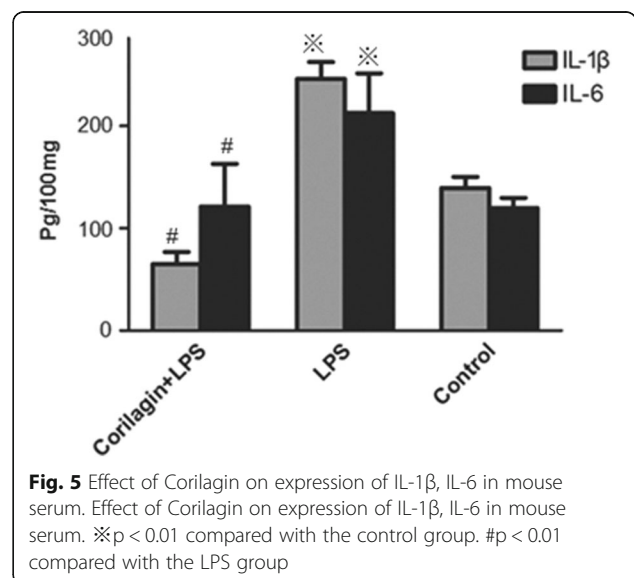 300
200
100
0
Pg/100mg
#
#
※
※
IL-1β
IL-6
Corilagin+LPS
LPS
Control
Fig. 5 Effect of Corilagin on expression of IL-1β, IL-6 in mouse
serum. Effect of Corilagin on expression of IL-1β, IL-6 in mouse
serum. ※p < 0.01 compared with the control group. #p < 0.01
compared with the LPS group